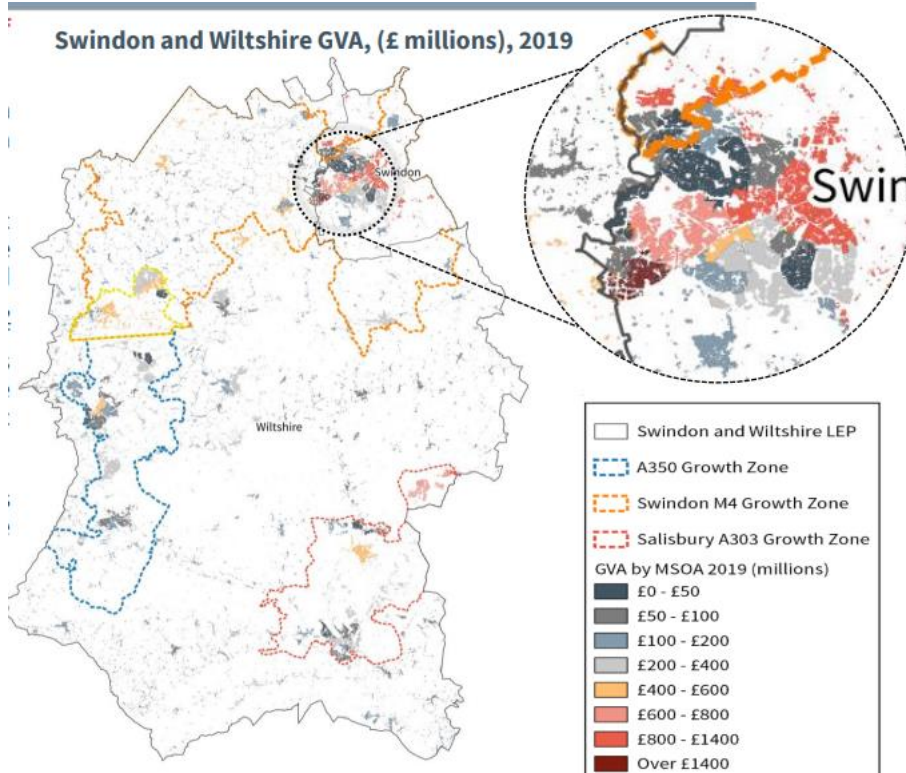 Swindon and Wiltshire GVA, (£ millions), 2019
Swindon
Swin
Wiltshire
Swindon and Wiltshire LEP
A350 Growth Zone
Swindon M4 Growth Zone
Salisbury A303 Growth Zone
GVA by MSOA 2019 (millions)
£0 - £50
£50 - £100
£100 - £200
£200 - £400
£400 - £600
£600 - £800
£800 - £1400
Over £1400